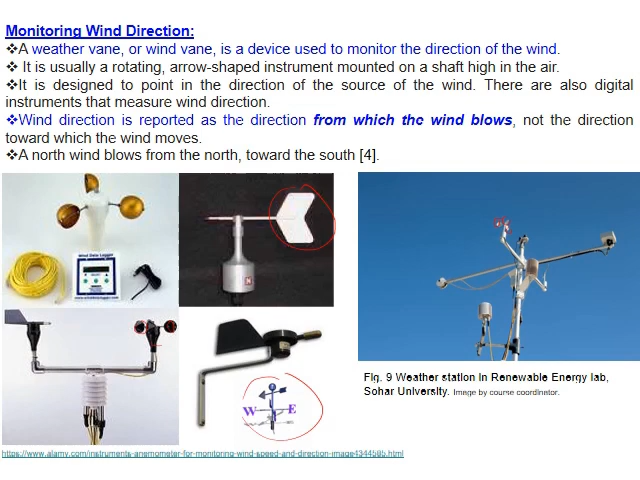 Monitoring Wind Direction:
❖A weather vane, or wind vane, is a device used to monitor the direction of the wind.
❖ It is usually a rotating, arrow-shaped instrument mounted on a shaft high in the air.
❖It is designed to point in the direction of the source of the wind. There are also digital
instruments that measure wind direction.
❖Wind direction is reported as the direction from which the wind blows, not the direction
toward which the wind moves.
❖A north wind blows from the north, toward the south [4].
Wind Data Logger
W E
Fig. 9 Weather station in Renewable Energy lab,
Sohar University. Image by course coordinator.
https://www.alamy.com/instruments-anemometer-for-monitoring-wind-speed-and-direction-image4344585.html